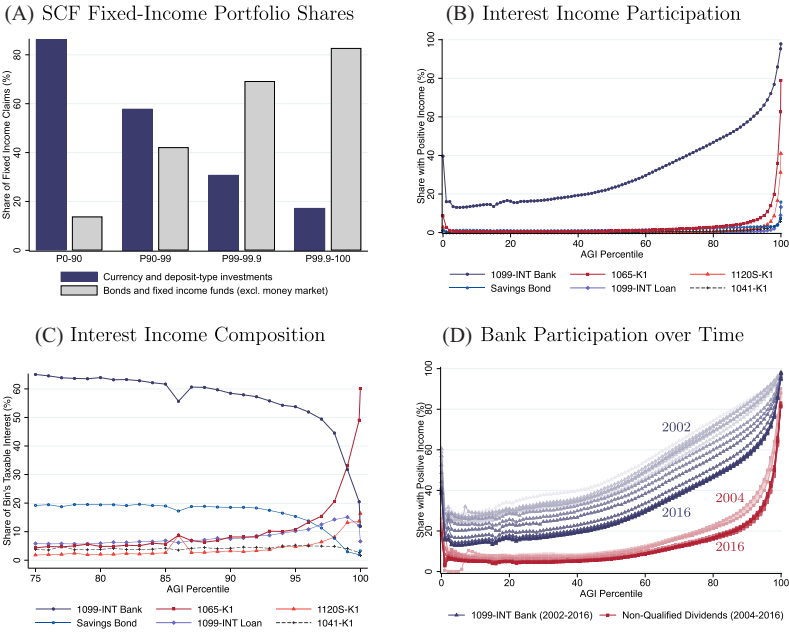 (A) SCF Fixed-Income Portfolio Shares
Share of Fixed Income Claims (%)
80
60
40
20
0
P0-90 P90-99 P99-99.9 P99.9-100
Currency and deposit-type investments
Bonds and fixed income funds (excl. money market)
(B) Interest Income Participation
Share with Positive Income (%)
100
80
60
40
20
0
0 20 40 60 80 100
AGI Percentile
1099-INT Bank 1065-K1 1120S-K1
Savings Bond 1099-INT Loan 1041-K1
(C) Interest Income Composition
Share of Bin's Taxable Interest (%)
60
50
40
30
20
10
0
75 80 85 90 95 100
AGI Percentile
1099-INT Bank 1065-K1 1120S-K1
Savings Bond 1099-INT Loan 1041-K1
(D) Bank Participation over Time
Share with Positive Income (%)
100
80
60
40
20
0
2002
2016
2004
2016
0 20 40 60 80 100
AGI Percentile
1099-INT Bank (2002-2016) Non-Qualified Dividends (2004-2016)